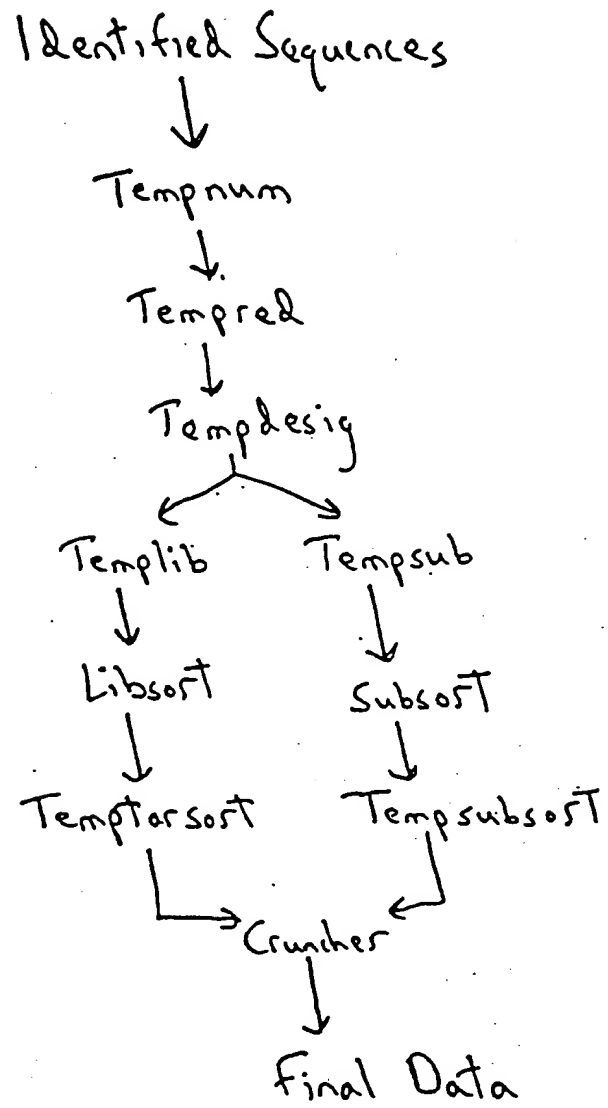 Identified Sequences
Tempnum
Tempred
Tempdesig
Templib Tempsub
Libsort Subsort
Temptarsort Tempsubsort
Cruncher
Final Data